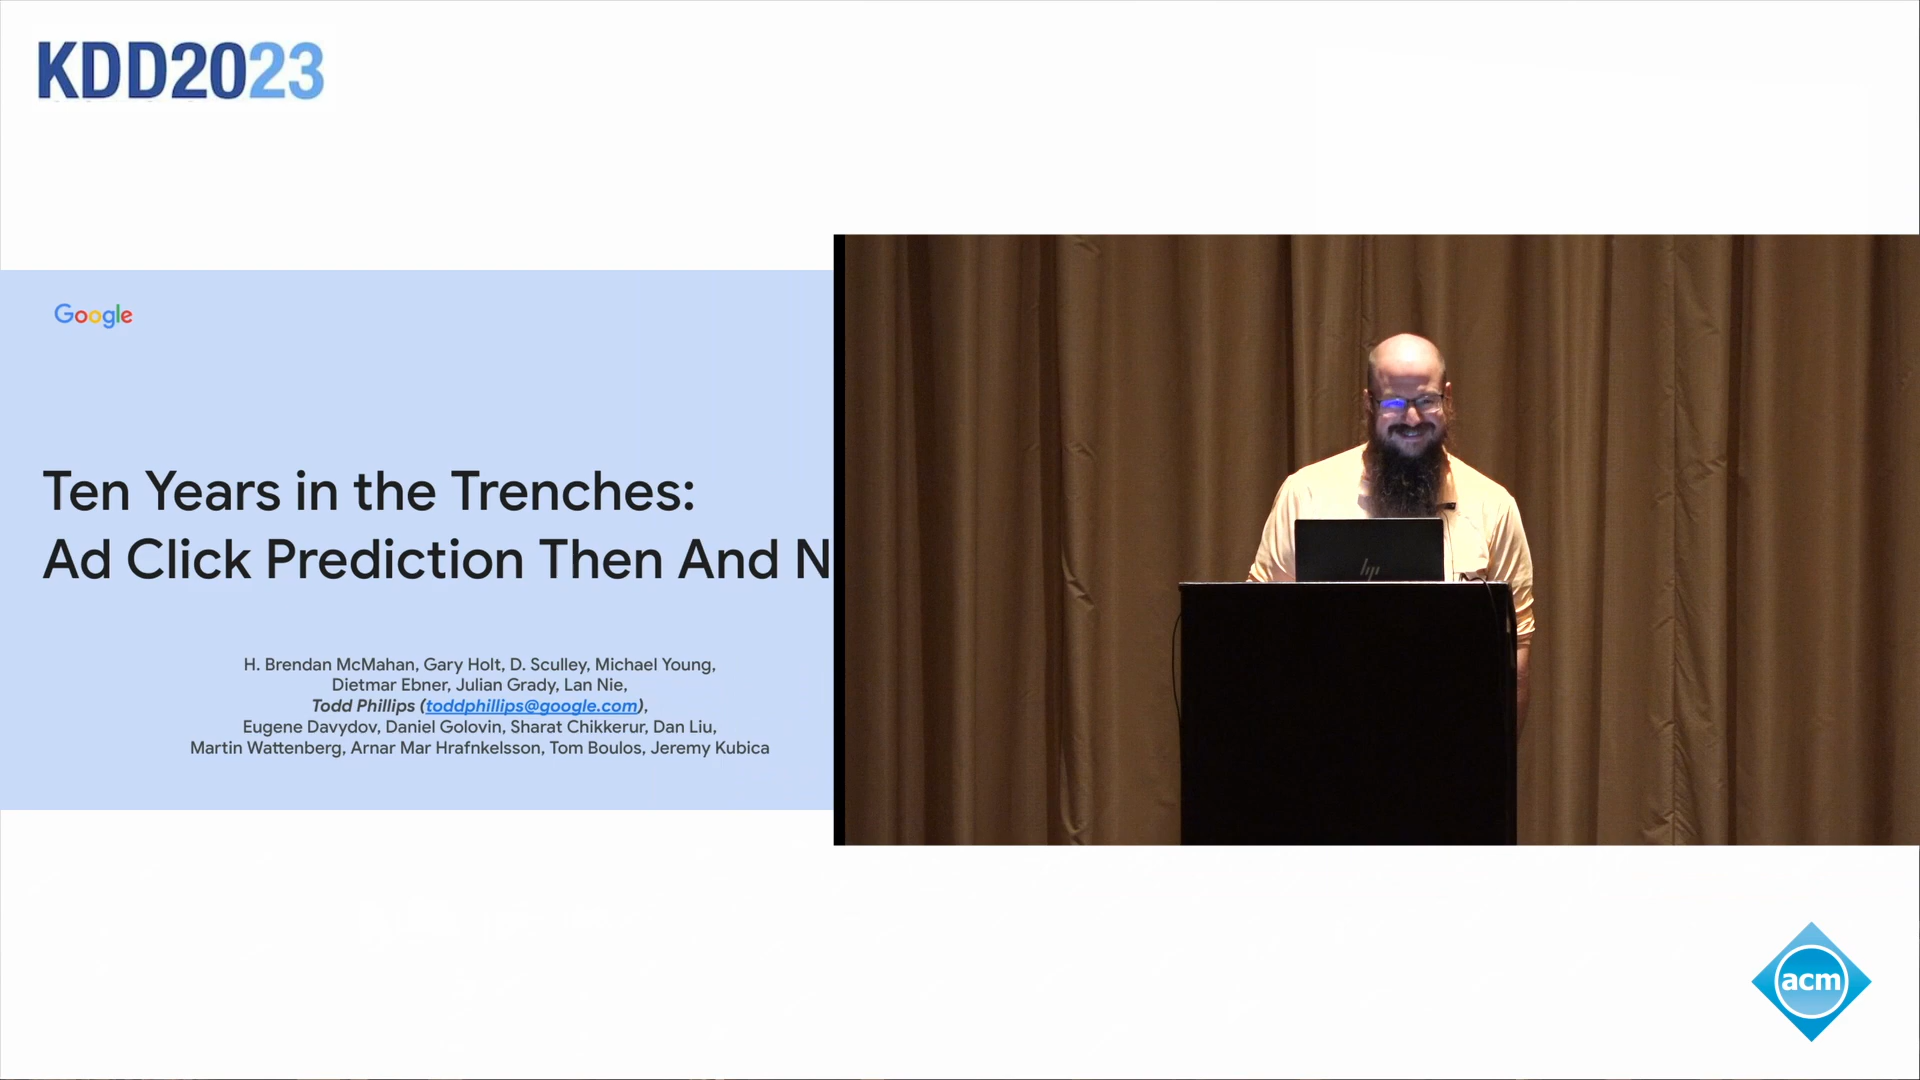 KDD2023
Google
Ten Years in the Trenches:
Ad Click Prediction Then And N
H. Brendan McMahan, Gary Holt, D. Sculley, Michael Young,
Dietmar Ebner, Julian Grady, Lan Nie,
Todd Phillips (toddphillips@google.com),
Eugene Davydov, Daniel Golovin, Sharat Chikkerur, Dan Liu,
Martin Wattenberg, Arnar Mar Hrafnkelsson, Tom Boulos, Jeremy Kubica
hp
acm